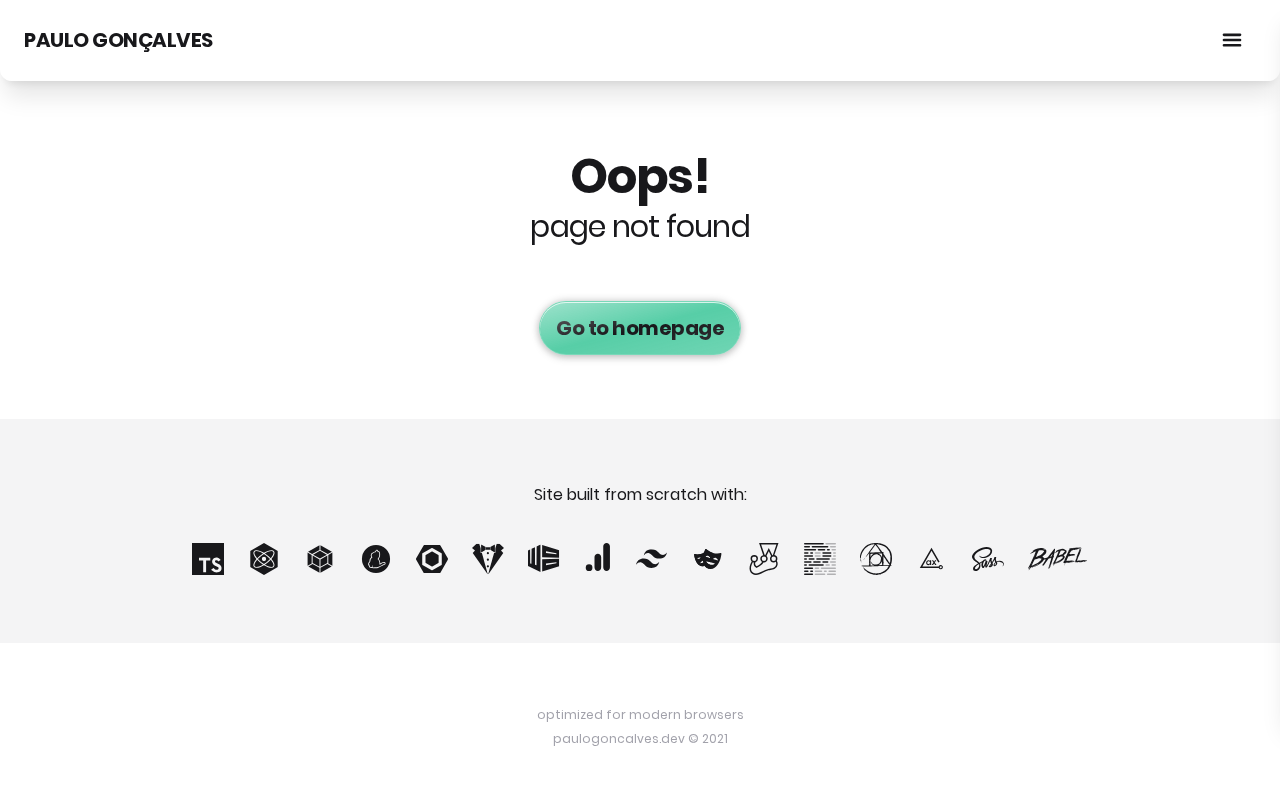 PAULO GONÇALVES
Oops!
page not found
Go to homepage
Site built from scratch with:
TS
ax
Sass
BABEL
optimized for modern browsers
paulogoncalves.dev © 2021